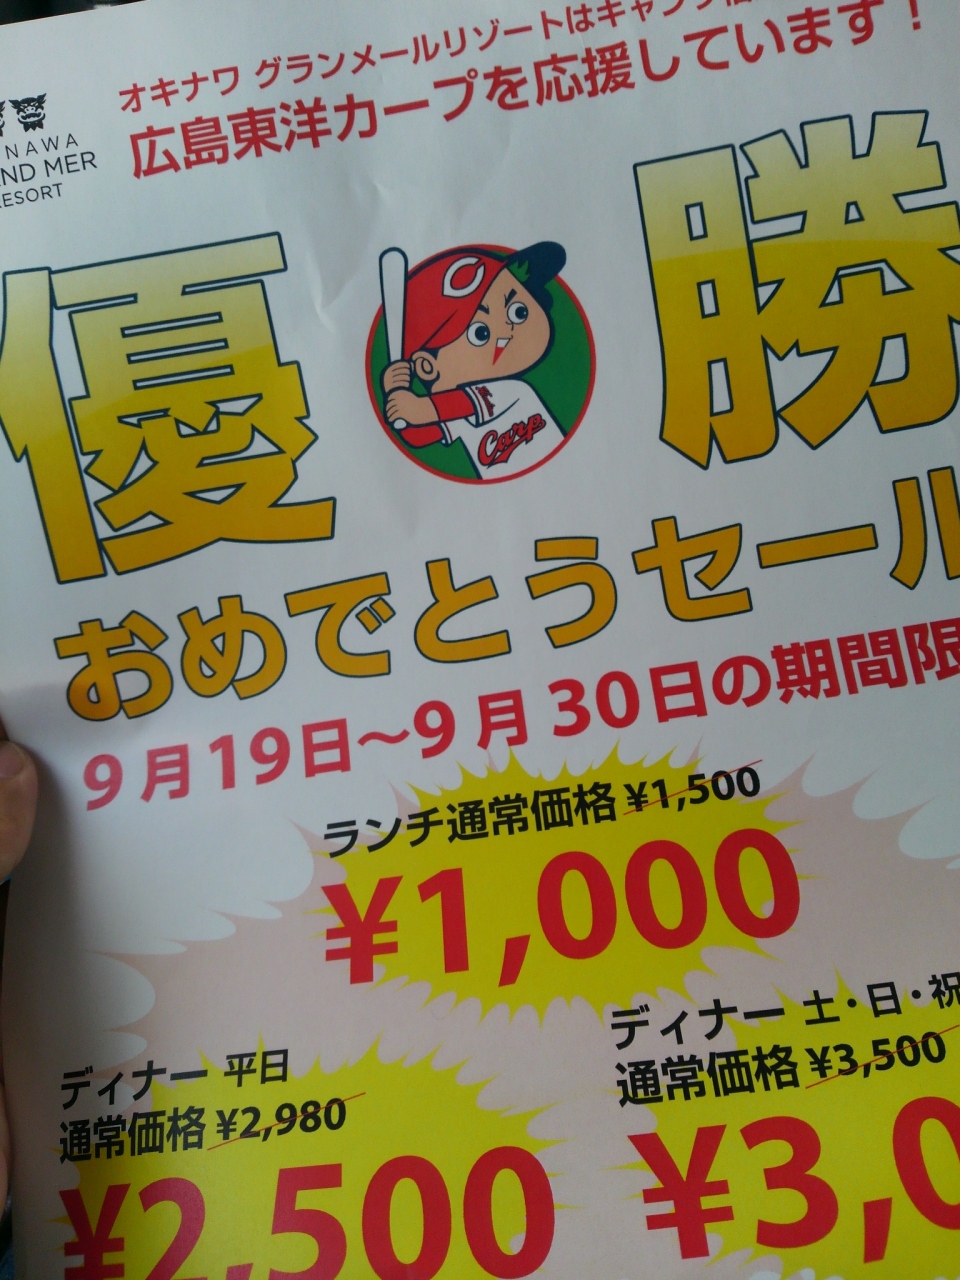 オキナワ グランメールリゾートはキャンプ
広島東洋カープを応援しています！
NAWA
ND MER
RESORT
優勝
C
Carp
おめでとうセール
9月19日～9月30日の期間限
ランチ通常価格 ¥1,500
¥1,000
ディナー 平日
通常価格 ¥2,980
¥2,500
ディナー 土・日・祝
通常価格 ¥3,500
¥3,0